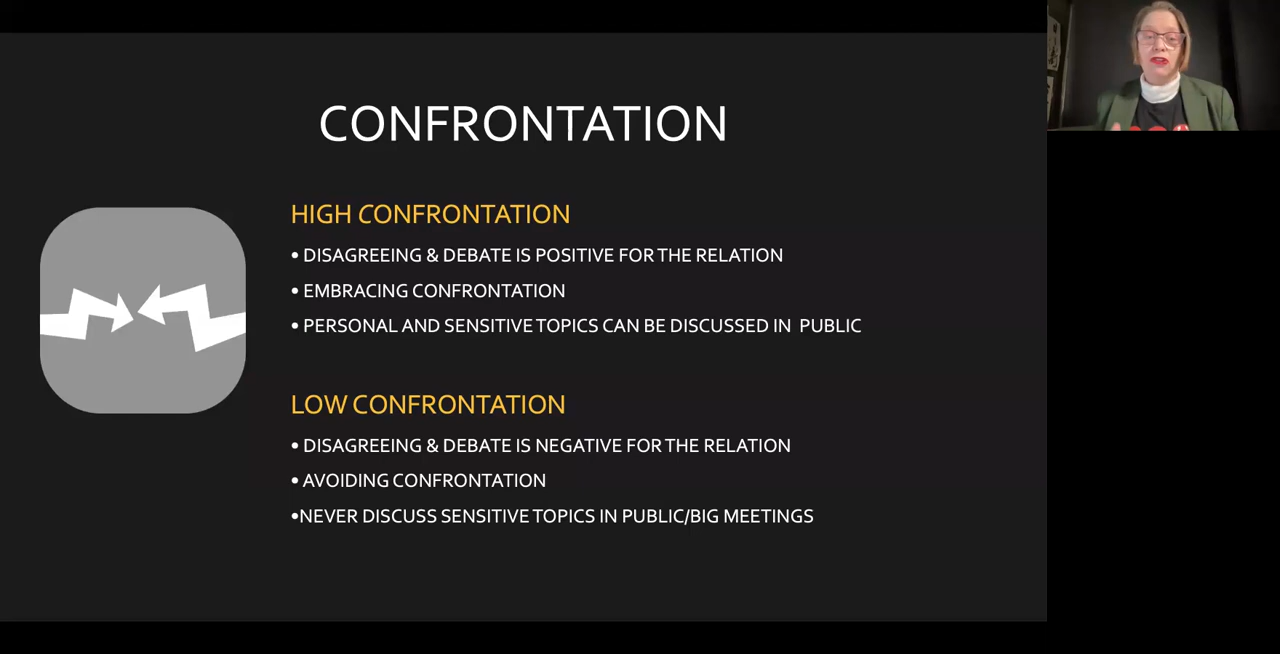 CONFRONTATION
HIGH CONFRONTATION
• DISAGREEING & DEBATE IS POSITIVE FOR THE RELATION
• EMBRACING CONFRONTATION
• PERSONAL AND SENSITIVE TOPICS CAN BE DISCUSSED IN PUBLIC
LOW CONFRONTATION
• DISAGREEING & DEBATE IS NEGATIVE FOR THE RELATION
• AVOIDING CONFRONTATION
•NEVER DISCUSS SENSITIVE TOPICS IN PUBLIC/BIG MEETINGS